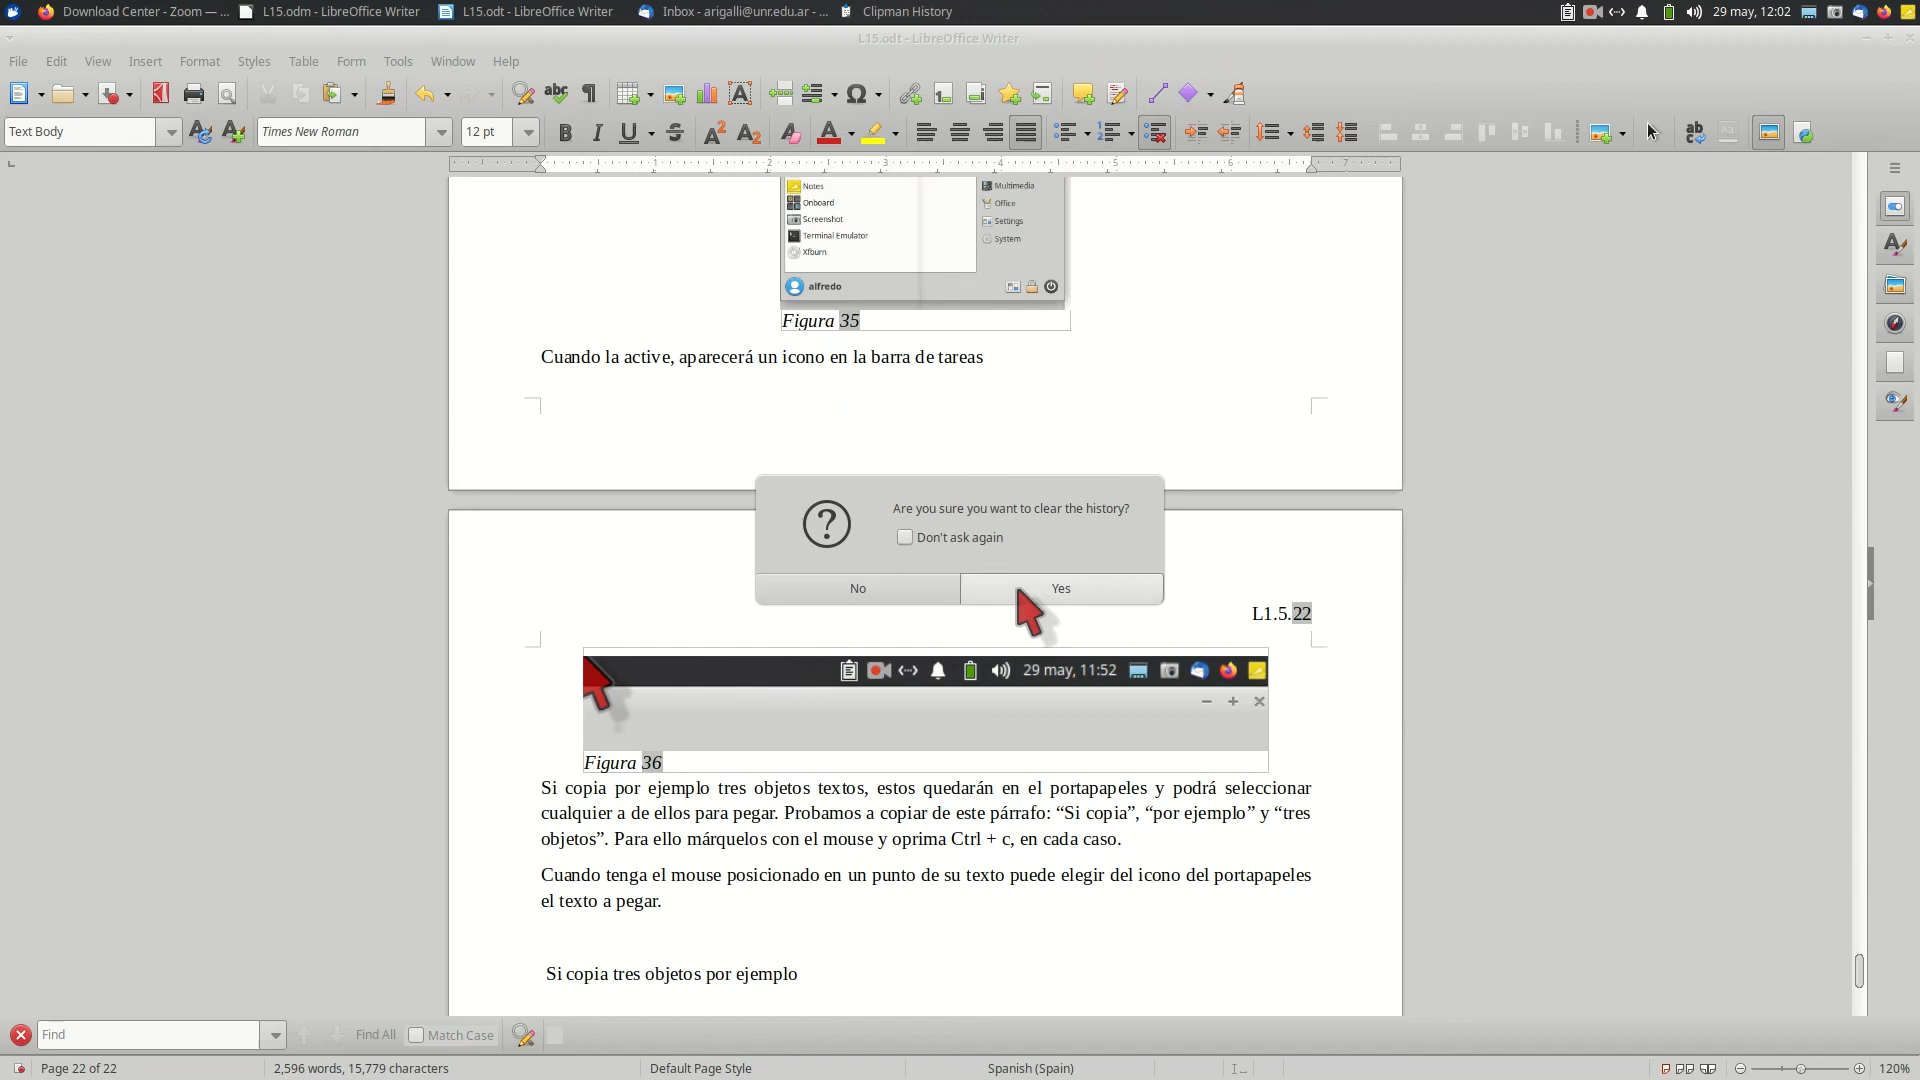 Download Center - Zoom — ...
L15.odm - LibreOffice Writer
L15.odt - LibreOffice Writer
Inbox - arigalli@unr.edu.ar - ...
Clipman History
29 may, 12:02
L15.odt - LibreOffice Writer
File Edit View Insert Format Styles Table Form Tools Window Help
Text Body
Times New Roman
12 pt
Notes
Onboard
Screenshot
Terminal Emulator
Xfburn
Multimedia
Office
Settings
System
alfredo
Figura 35
Cuando la active, aparecerá un icono en la barra de tareas
Are you sure you want to clear the history?
Don't ask again
No
Yes
L1.5.22
29 may, 11:52
Figura 36
Si copia por ejemplo tres objetos textos, estos quedarán en el portapapeles y podrá seleccionar
cualquier a de ellos para pegar. Probamos a copiar de este párrafo: “Si copia”, “por ejemplo” y “tres
objetos”. Para ello márquelos con el mouse y oprima Ctrl + c, en cada caso.
Cuando tenga el mouse posicionado en un punto de su texto puede elegir del icono del portapapeles
el texto a pegar.
Si copia tres objetos por ejemplo
Find
Find All
Match Case
Page 22 of 22
2,596 words, 15,779 characters
Default Page Style
Spanish (Spain)
120%